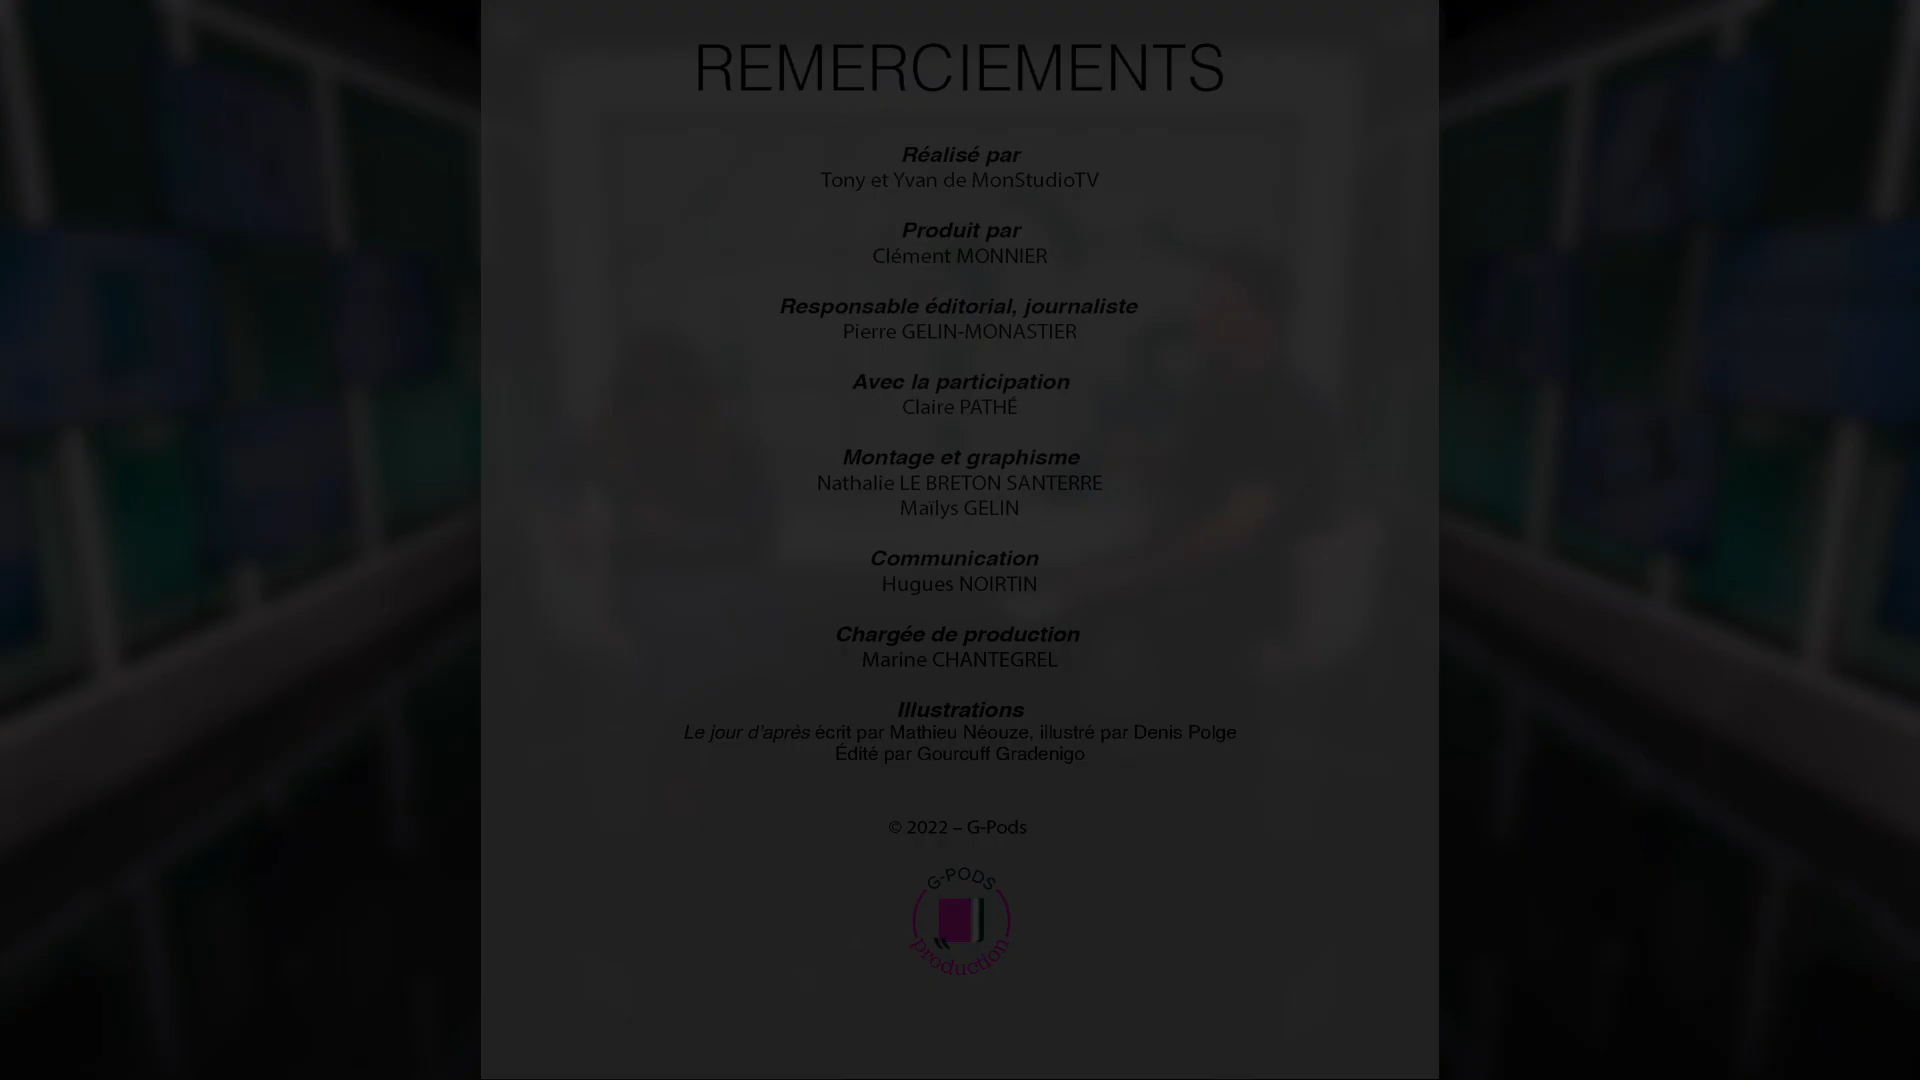 REMERCIEMENTS
Réalisé par
Tony et Yvan de MonStudioTV
Produit par
Clément MONNIER
Responsable éditorial, journaliste
Pierre GELIN-MONASTIER
Avec la participation
Claire PATHÉ
Montage et graphisme
Nathalie LE BRETON SANTERRE
Maïlys GELIN
Communication
Hugues NOIRTIN
Chargée de production
Marine CHANTEGREL
Illustrations
Le jour d'après écrit par Mathieu Néouze, illustré par Denis Polge
Édité par Gourcuff Gradenigo
© 2022 – G-Pods
G-PODS
production